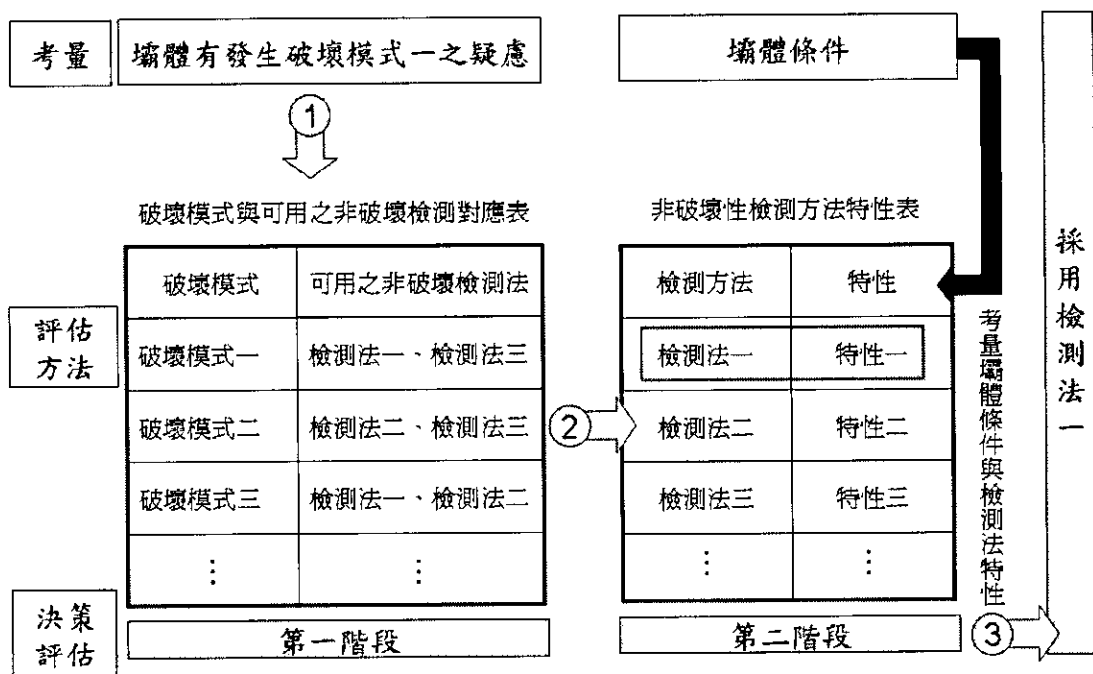 考量
壩體有發生破壞模式一之疑慮
壩體條件
①
破壞模式與可用之非破壞檢測對應表
非破壞性檢測方法特性表
評估
方法
破壞模式
可用之非破壞檢測法
破壞模式一
檢測法一、檢測法三
破壞模式二
檢測法二、檢測法三
破壞模式三
檢測法一、檢測法二
⋮
⋮
②
檢測方法
特性
檢測法一
特性一
檢測法二
特性二
檢測法三
特性三
⋮
⋮
考量壩體條件與檢測法特性
採用檢測法一
決策
評估
第一階段
第二階段
③